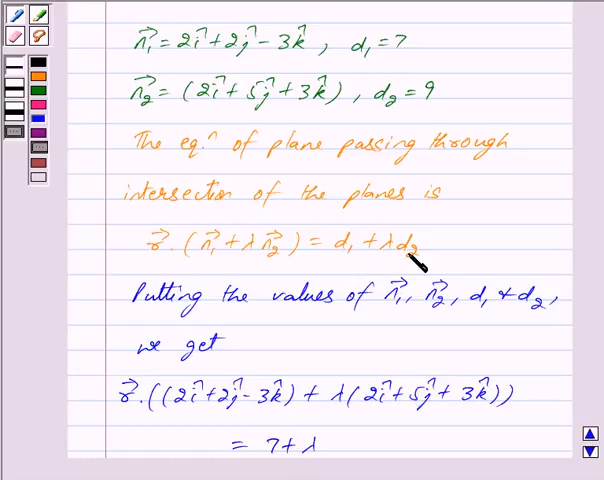 n⃗₁ = 2î + 2ĵ − 3k̂ , d₁ = 7
n⃗₂ = (2î + 5ĵ + 3k̂) , d₂ = 9
The eq.ⁿ of plane passing through
intersection of the planes is
r⃗ . (n⃗₁ + λ n⃗₂) = d₁ + λ d₂
Putting the values of n⃗₁, n⃗₂, d₁ & d₂,
we get
r⃗ . ((2î + 2ĵ − 3k̂) + λ(2î + 5ĵ + 3k̂))
= 7 + λ